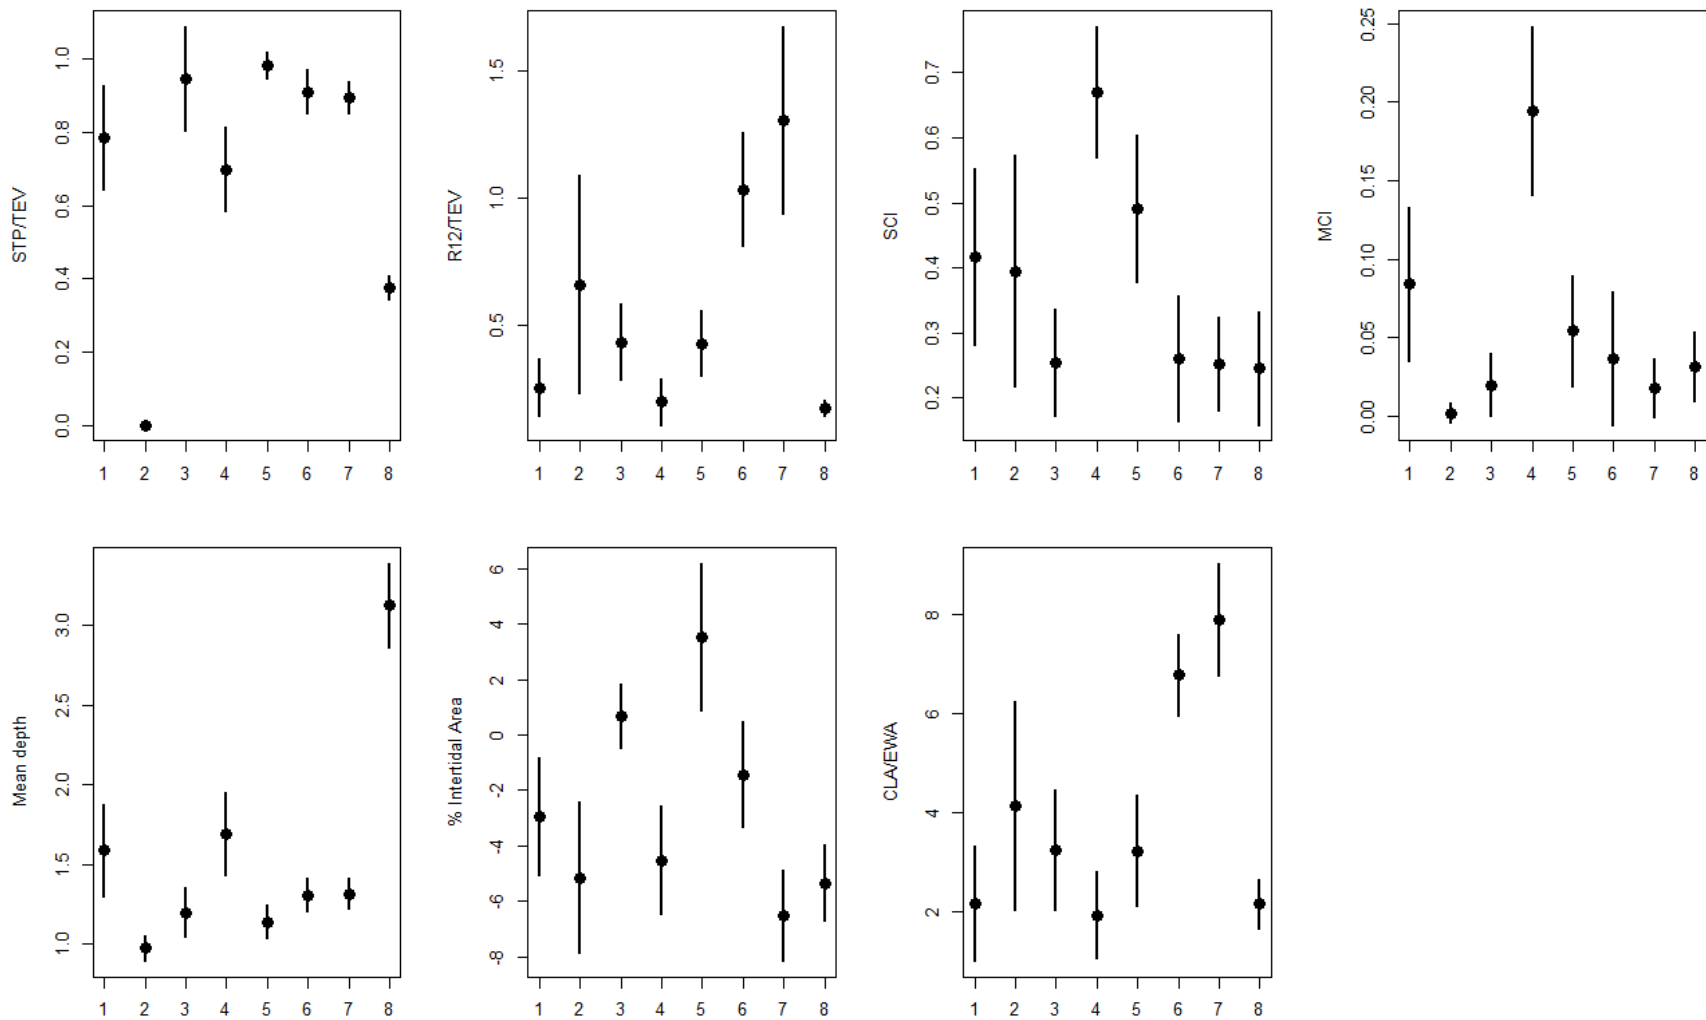 STP/TEV
0.0 0.2 0.4 0.6 0.8 1.0
1 2 3 4 5 6 7 8
R12/TEV
0.5 1.0 1.5
1 2 3 4 5 6 7 8
SCI
0.2 0.3 0.4 0.5 0.6 0.7
1 2 3 4 5 6 7 8
MCI
0.00 0.05 0.10 0.15 0.20 0.25
1 2 3 4 5 6 7 8
Mean depth
1.0 1.5 2.0 2.5 3.0
1 2 3 4 5 6 7 8
% Intertidal Area
-8 -6 -4 -2 0 2 4 6
1 2 3 4 5 6 7 8
CLA/EWA
2 4 6 8
1 2 3 4 5 6 7 8